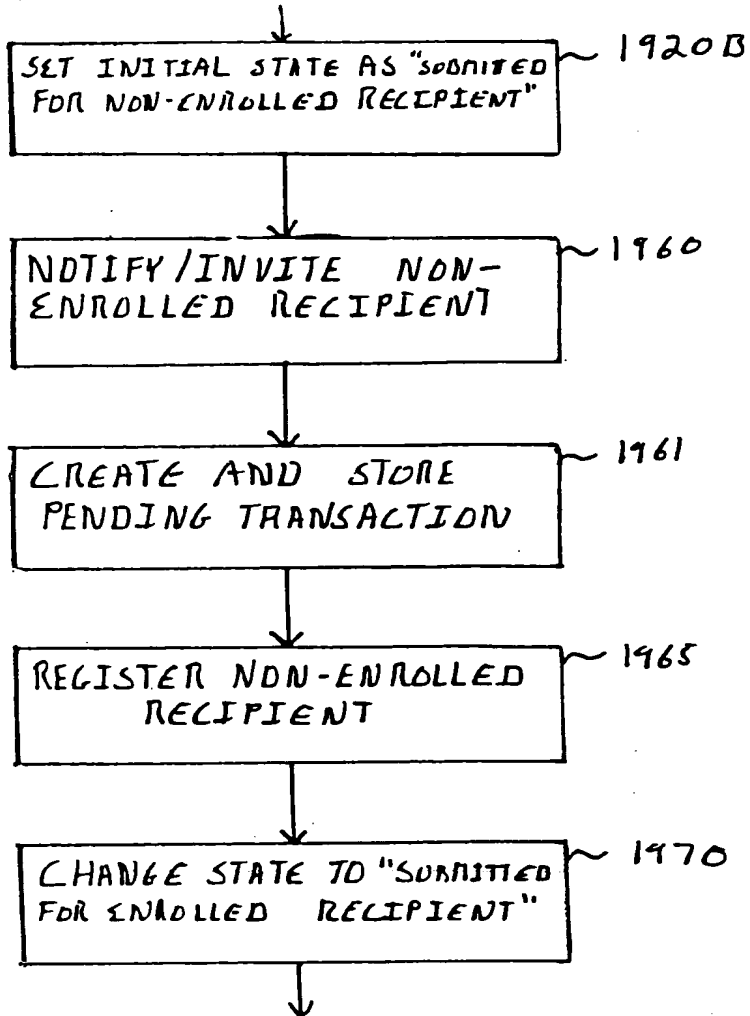 SET INITIAL STATE AS "SUBMITED
FOR NON-ENROLLED RECIPIENT"
1920B
NOTIFY/INVITE NON-
ENROLLED RECIPIENT
1960
CREATE AND STORE
PENDING TRANSACTION
1961
REGISTER NON-ENROLLED
RECIPIENT
1965
CHANGE STATE TO "SUBMITTED
FOR ENROLLED RECIPIENT"
1970